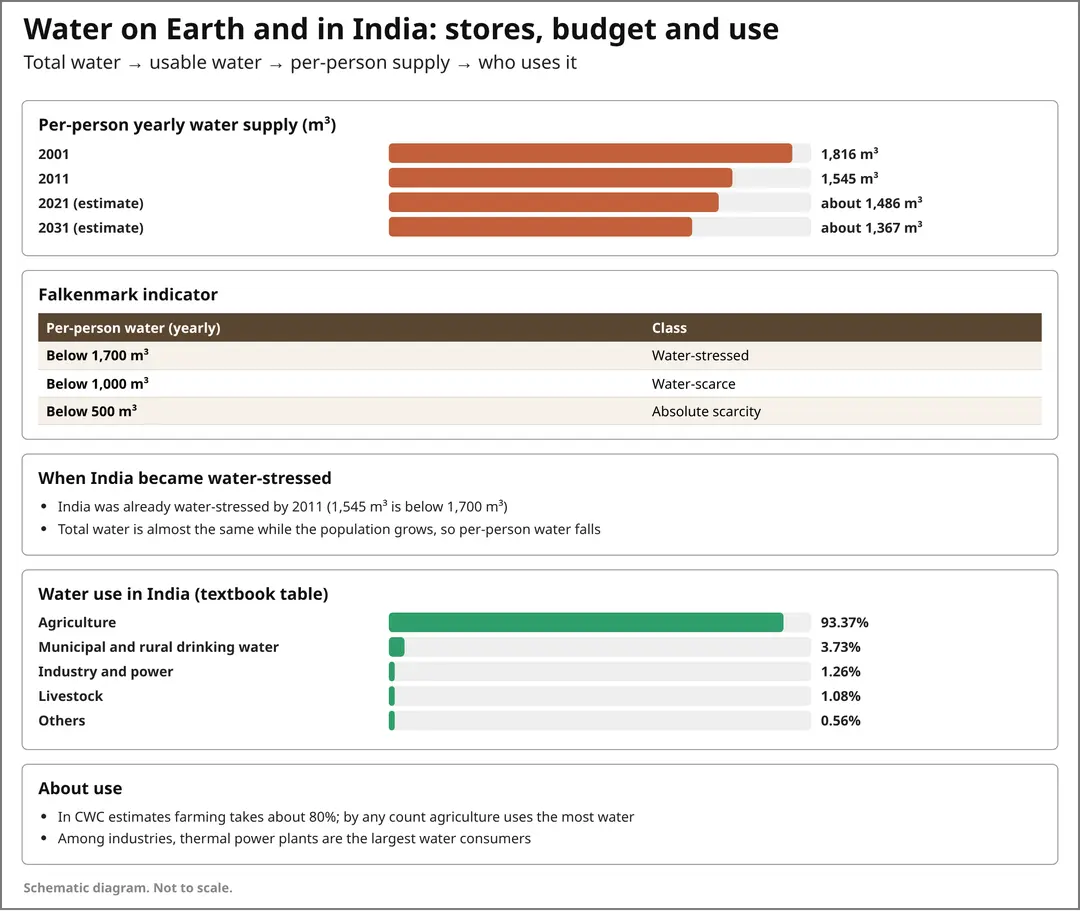 Water on Earth and in India: stores, budget and use
Total water → usable water → per-person supply → who uses it
Per-person yearly water supply (m³)
2001 1,816 m³
2011 1,545 m³
2021 (estimate) about 1,486 m³
2031 (estimate) about 1,367 m³
Falkenmark indicator
Per-person water (yearly) Class
Below 1,700 m³ Water-stressed
Below 1,000 m³ Water-scarce
Below 500 m³ Absolute scarcity
When India became water-stressed
• India was already water-stressed by 2011 (1,545 m³ is below 1,700 m³)
• Total water is almost the same while the population grows, so per-person water falls
Water use in India (textbook table)
Agriculture 93.37%
Municipal and rural drinking water 3.73%
Industry and power 1.26%
Livestock 1.08%
Others 0.56%
About use
• In CWC estimates farming takes about 80%; by any count agriculture uses the most water
• Among industries, thermal power plants are the largest water consumers
Schematic diagram. Not to scale.